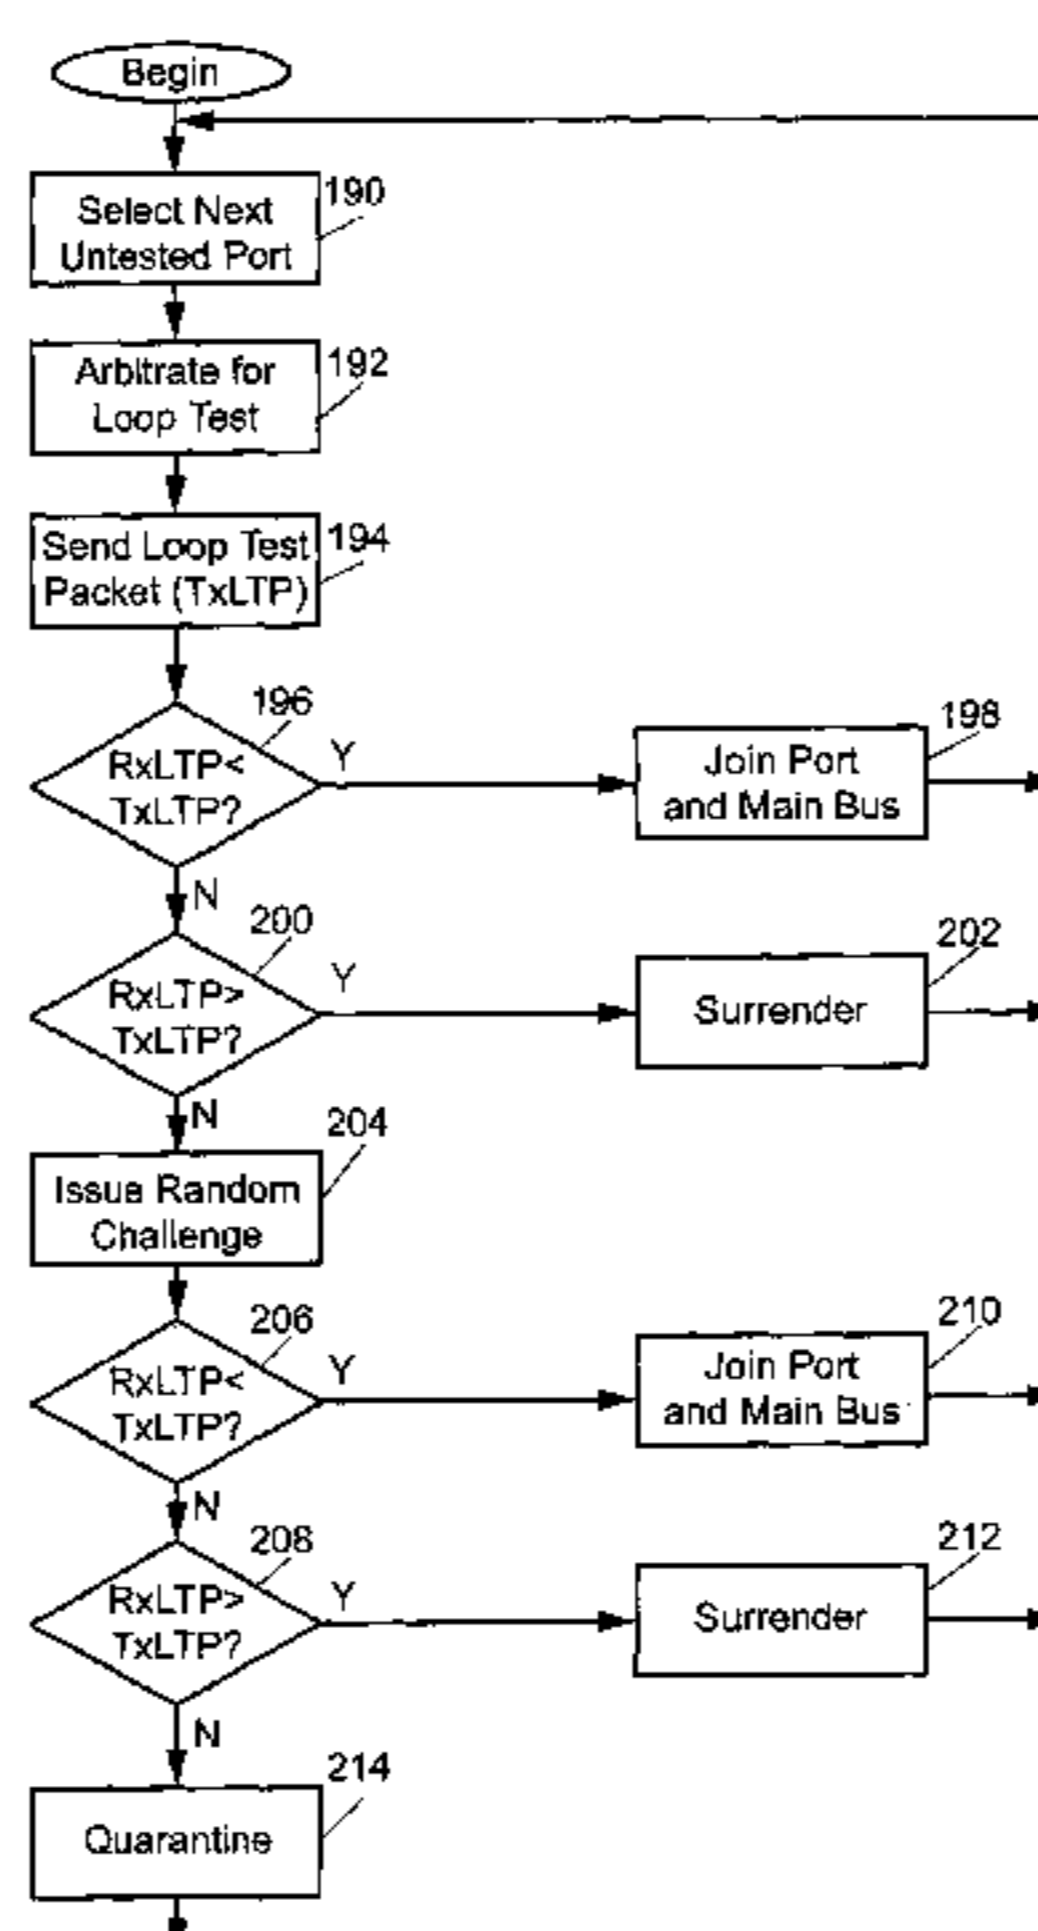 Begin
Select Next
Untested Port
190
Arbitrate for
Loop Test
192
Send Loop Test
Packet (TxLTP)
194
196
RxLTP<
TxLTP?
Y
Join Port
and Main Bus
198
N
200
RxLTP>
TxLTP?
Y
Surrender
202
N
Issue Random
Challenge
204
206
RxLTP<
TxLTP?
Y
Join Port
and Main Bus
210
N
208
RxLTP>
TxLTP?
Y
Surrender
212
N
Quarantine
214